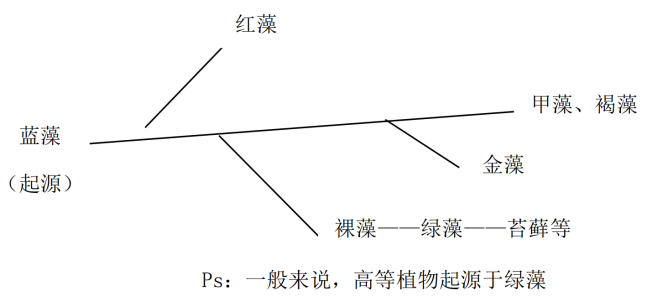 红藻
甲藻、褐藻
蓝藻
（起源）
金藻
裸藻——绿藻——苔藓等
Ps：一般来说，高等植物起源于绿藻